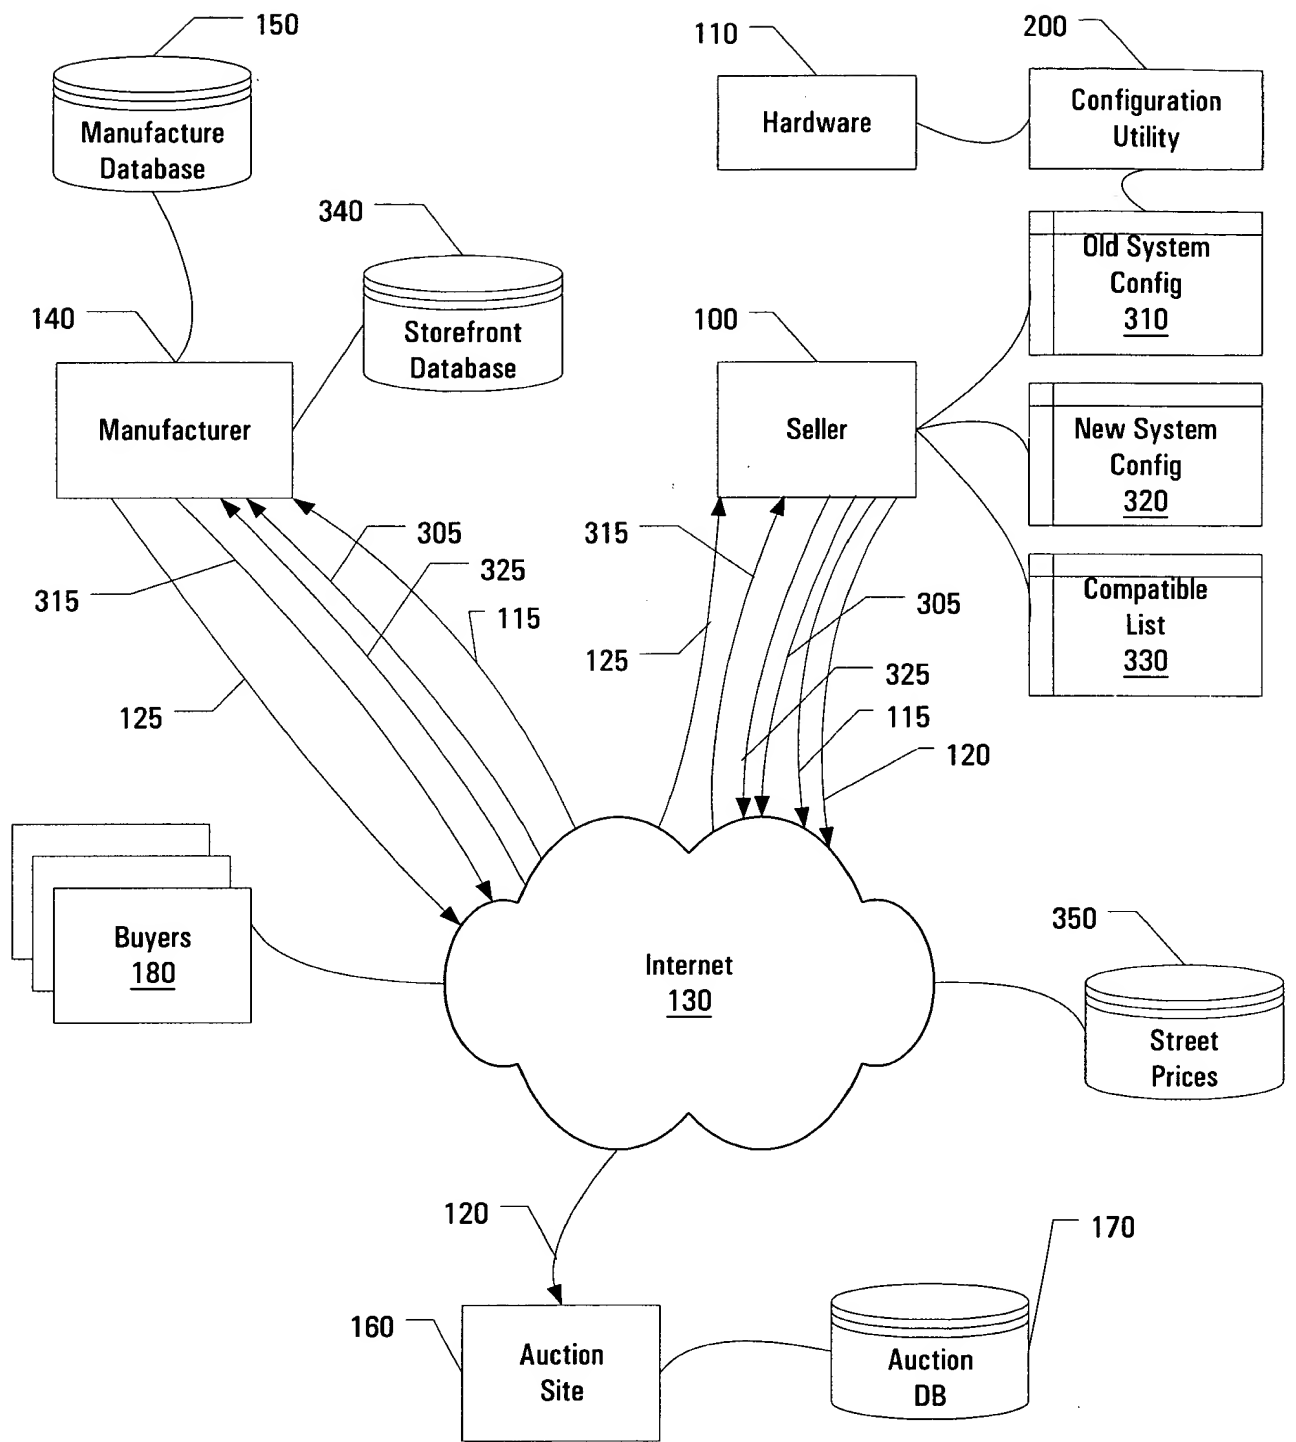 150
Manufacture
Database
340
Storefront
Database
140
Manufacturer
110
Hardware
200
Configuration
Utility
Old System
Config
310
100
Seller
New System
Config
320
Compatible
List
330
305
325
115
315
125
315
125
305
325
115
120
Buyers
180
Internet
130
350
Street
Prices
120
160
Auction
Site
170
Auction
DB